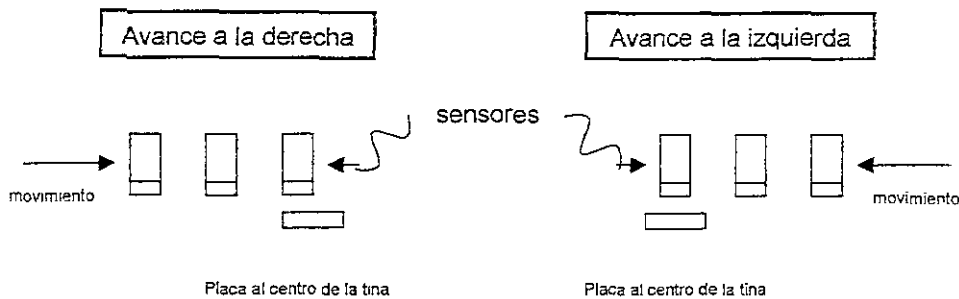 Avance a la derecha
Avance a la izquierda
sensores
movimiento
movimiento
Placa al centro de la tina
Placa al centro de la tina